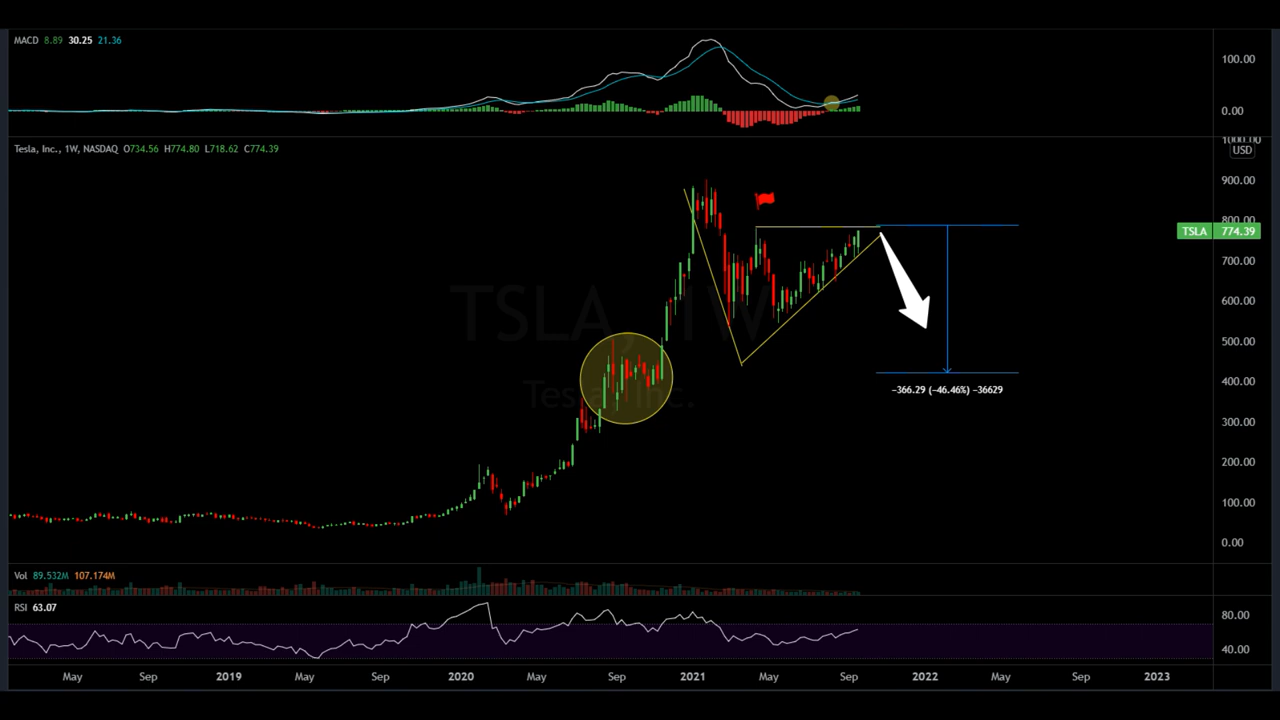 MACD 8.89 30.25 21.36
100.00
0.00
Tesla, Inc., 1W, NASDAQ O734.56 H774.80 L718.62 C774.39
1000.00
USD
900.00
800.00
TSLA 774.39
700.00
600.00
TSLA, 1W
500.00
400.00
Tesla, Inc.
−366.29 (−46.46%) −36629
300.00
200.00
100.00
0.00
Vol 89.532M 107.174M
RSI 63.07
80.00
40.00
May Sep 2019 May Sep 2020 May Sep 2021 May Sep 2022 May Sep 2023